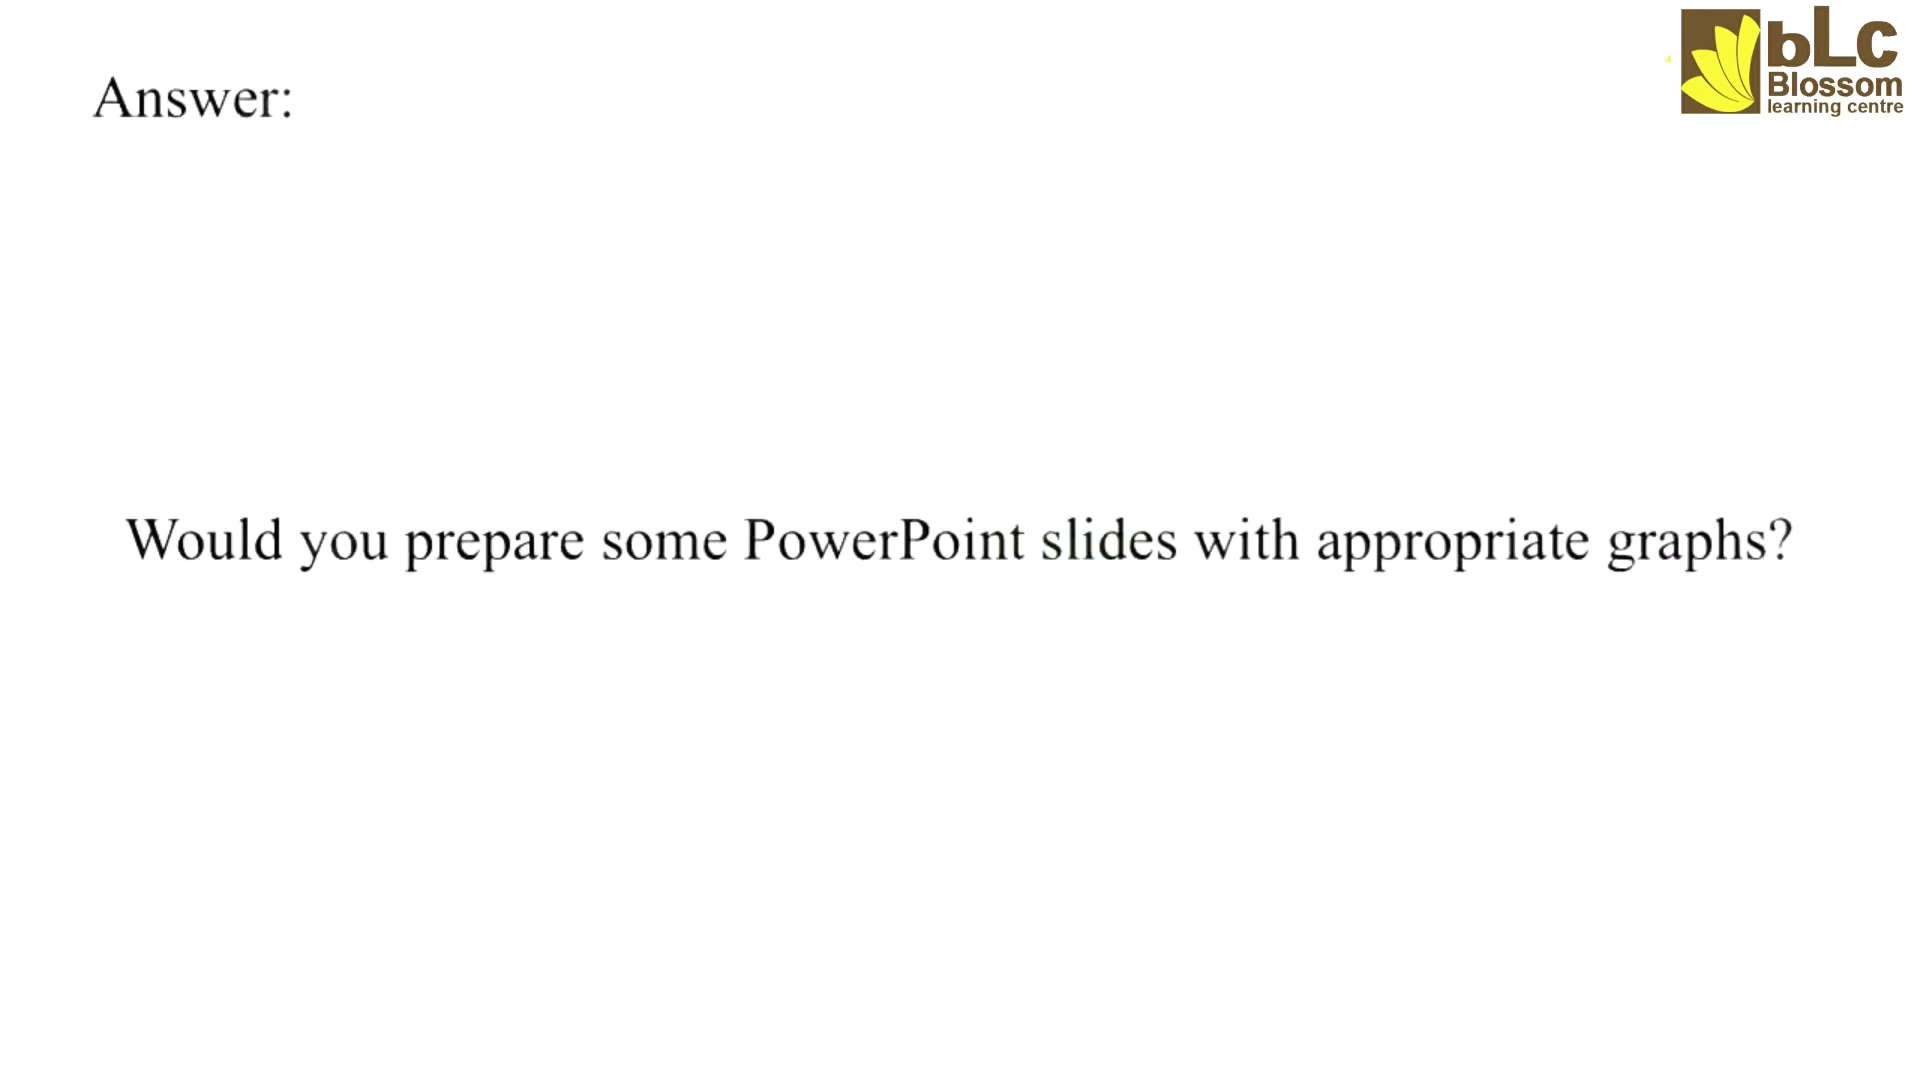 bLc
Blossom
learning centre
Answer:
Would you prepare some PowerPoint slides with appropriate graphs?